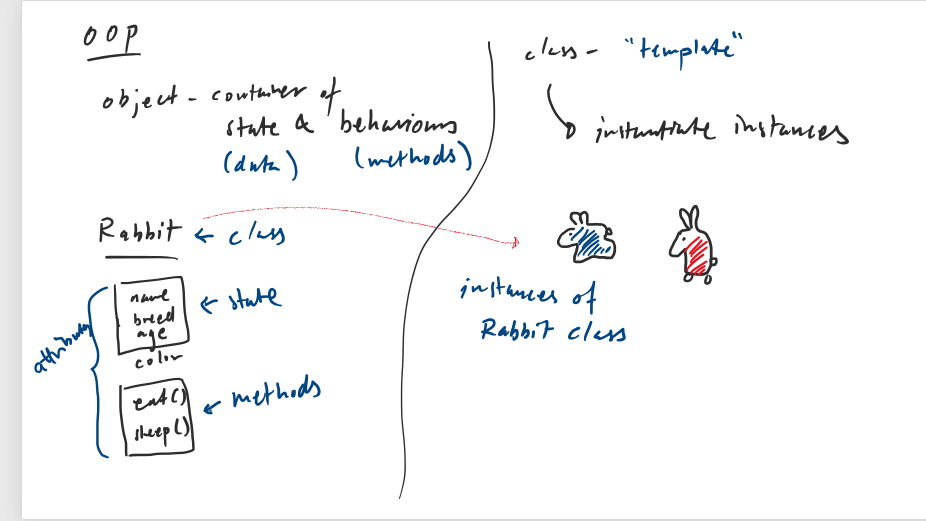 OOP
object - container of
state & behaviours
(data) (methods)
Rabbit ← class
name
breed
age
color
← state
attributes
eat()
sleep()
← methods
class - "template"
instantiate instances
instances of
Rabbit class